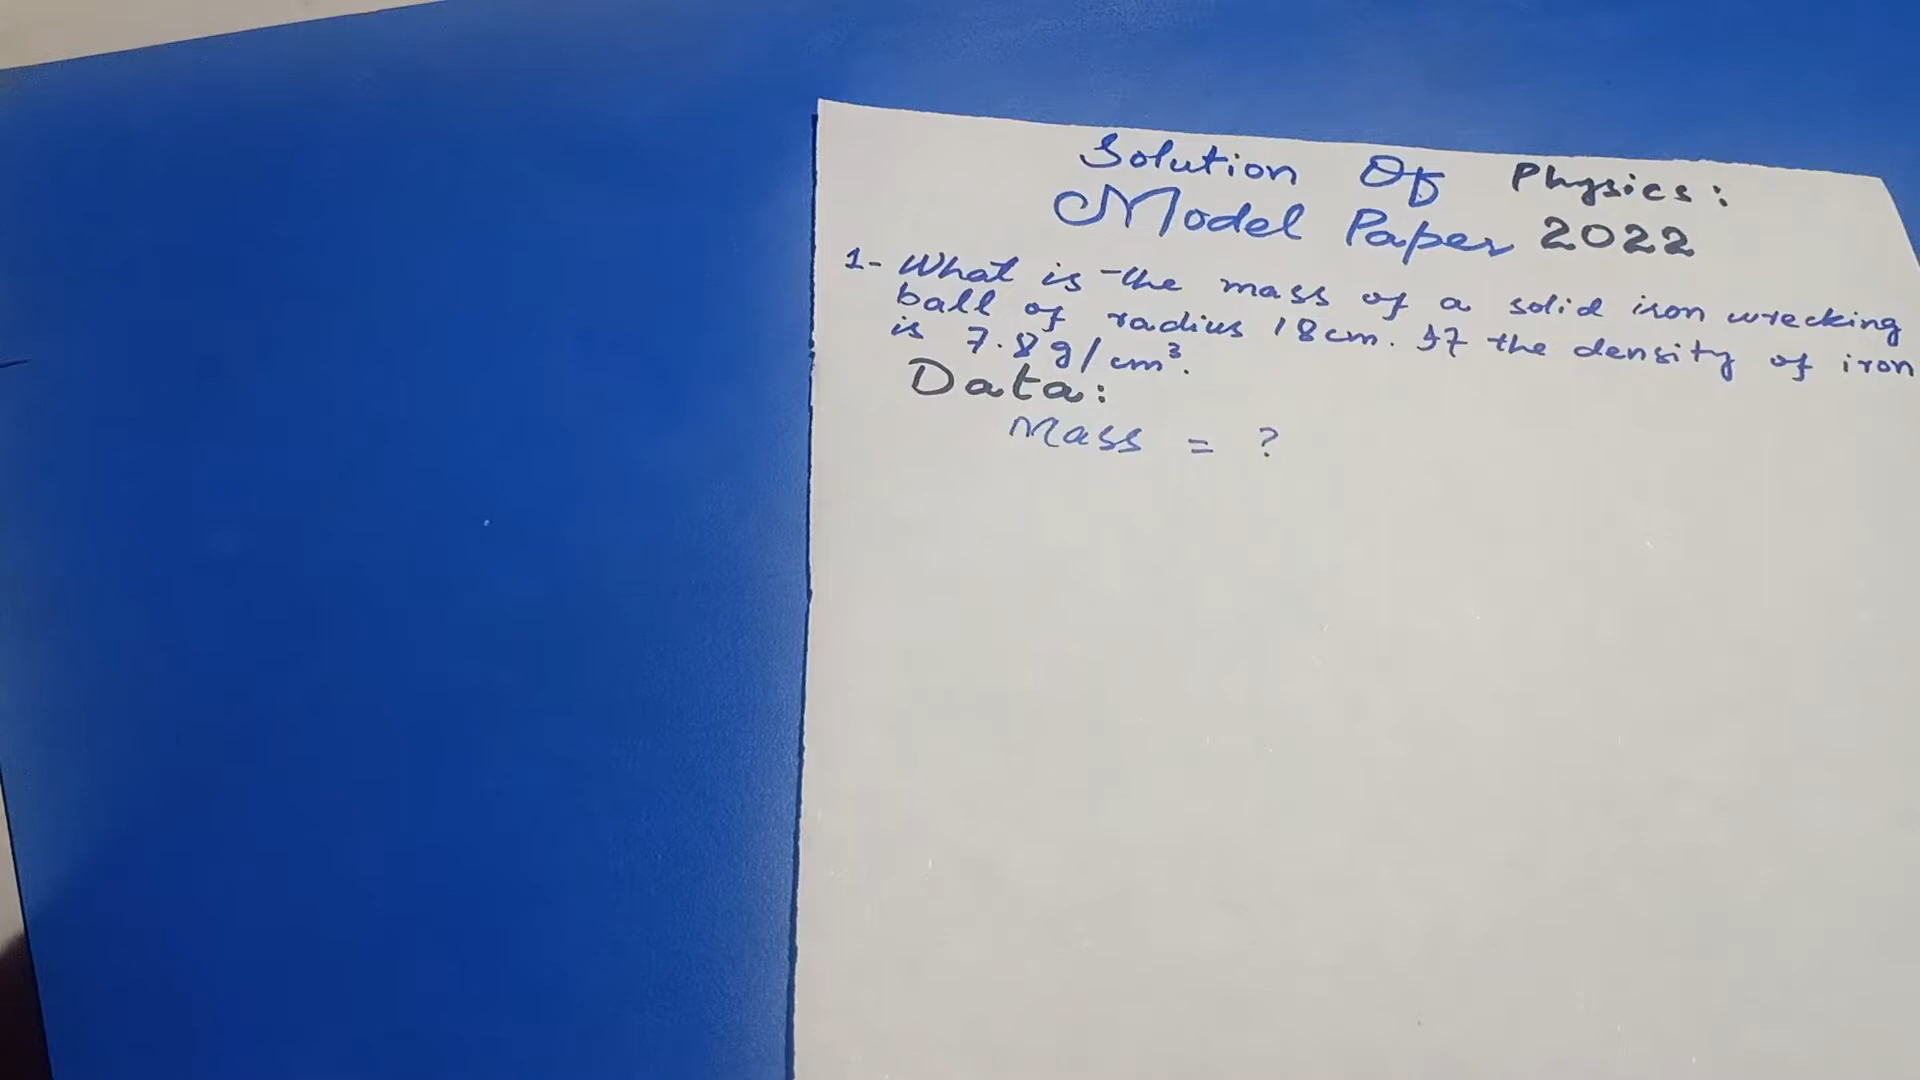 Solution Of Physics:
Model Paper 2022
1- What is the mass of a solid iron wrecking
ball of radius 18cm. If the density of iron
is 7.8g/cm³.
Data:
Mass = ?